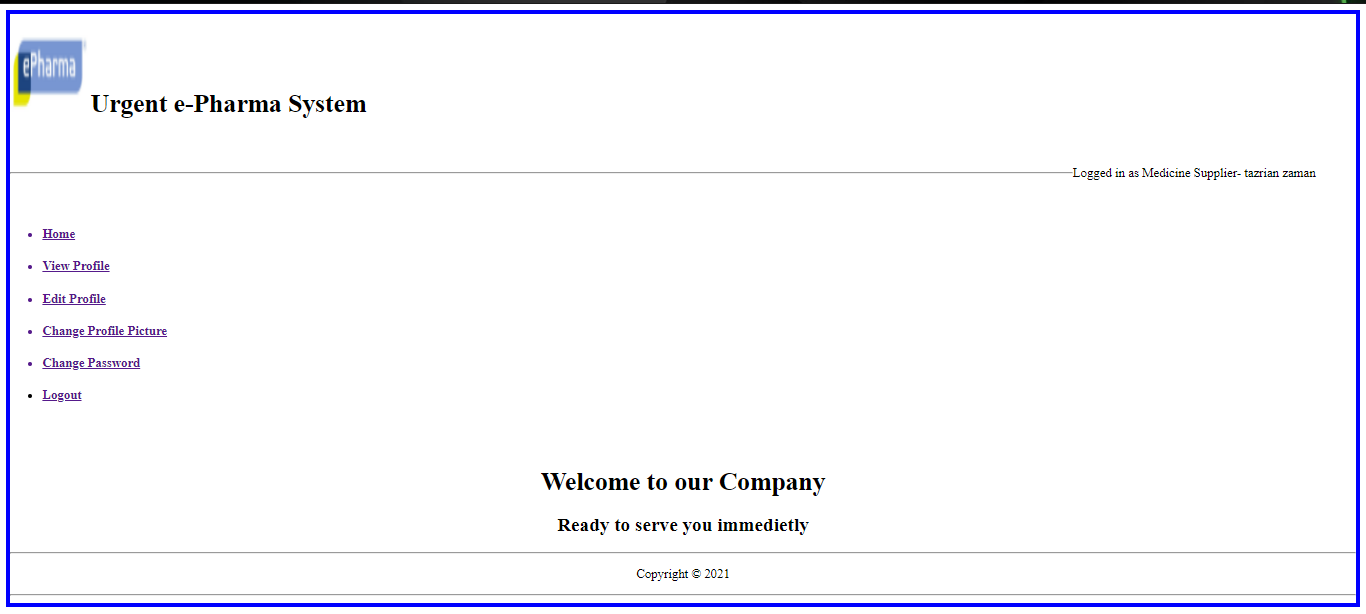 ePharma
Urgent e-Pharma System
Logged in as Medicine Supplier- tazrian zaman
Home
View Profile
Edit Profile
Change Profile Picture
Change Password
Logout
Welcome to our Company
Ready to serve you immedietly
Copyright © 2021